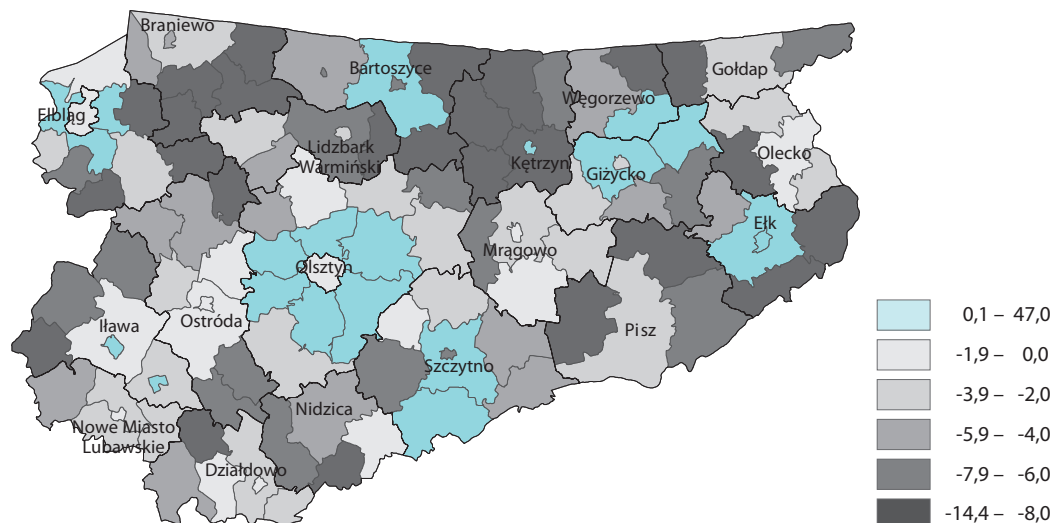 Braniewo
Bartoszyce
Gołdap
Elbląg
Węgorzewo
Lidzbark
Warmiński
Kętrzyn
Olecko
Giżycko
Ełk
Mrągowo
Olsztyn
Iława
Ostróda
Pisz
Szczytno
Nidzica
Nowe Miasto
Lubawskie
Działdowo
0,1 – 47,0
-1,9 – 0,0
-3,9 – -2,0
-5,9 – -4,0
-7,9 – -6,0
-14,4 – -8,0